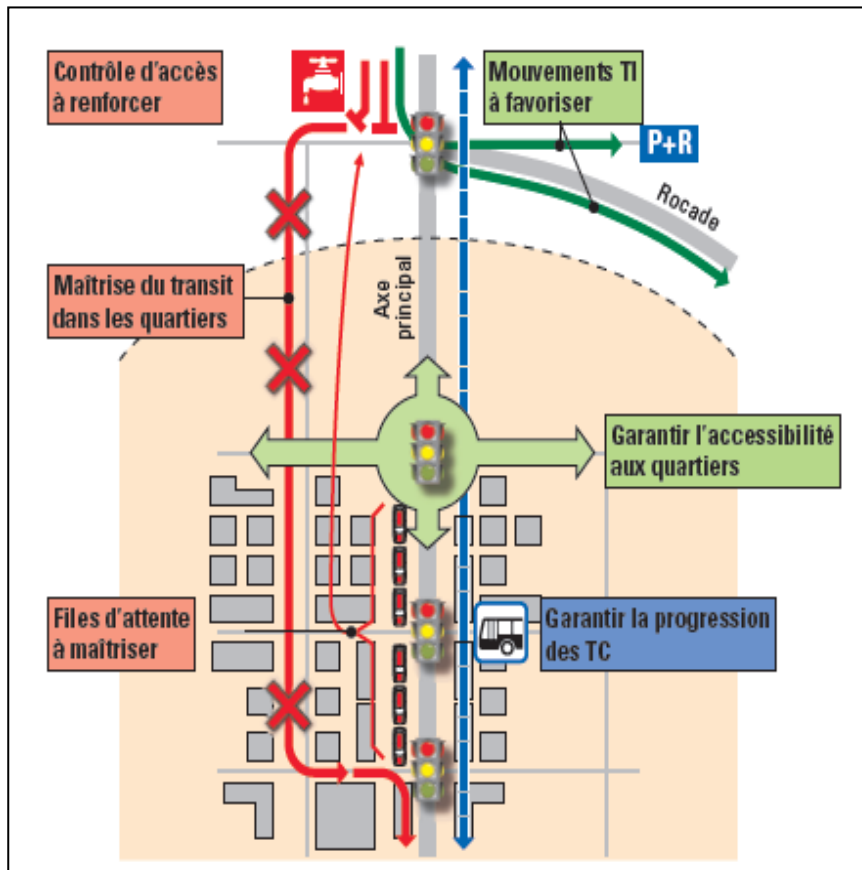 Contrôle d'accès
à renforcer
Mouvements TI
à favoriser
P+R
Rocade
Maîtrise du transit
dans les quartiers
Axe
principal
Garantir l'accessibilité
aux quartiers
Files d'attente
à maîtriser
Garantir la progression
des TC